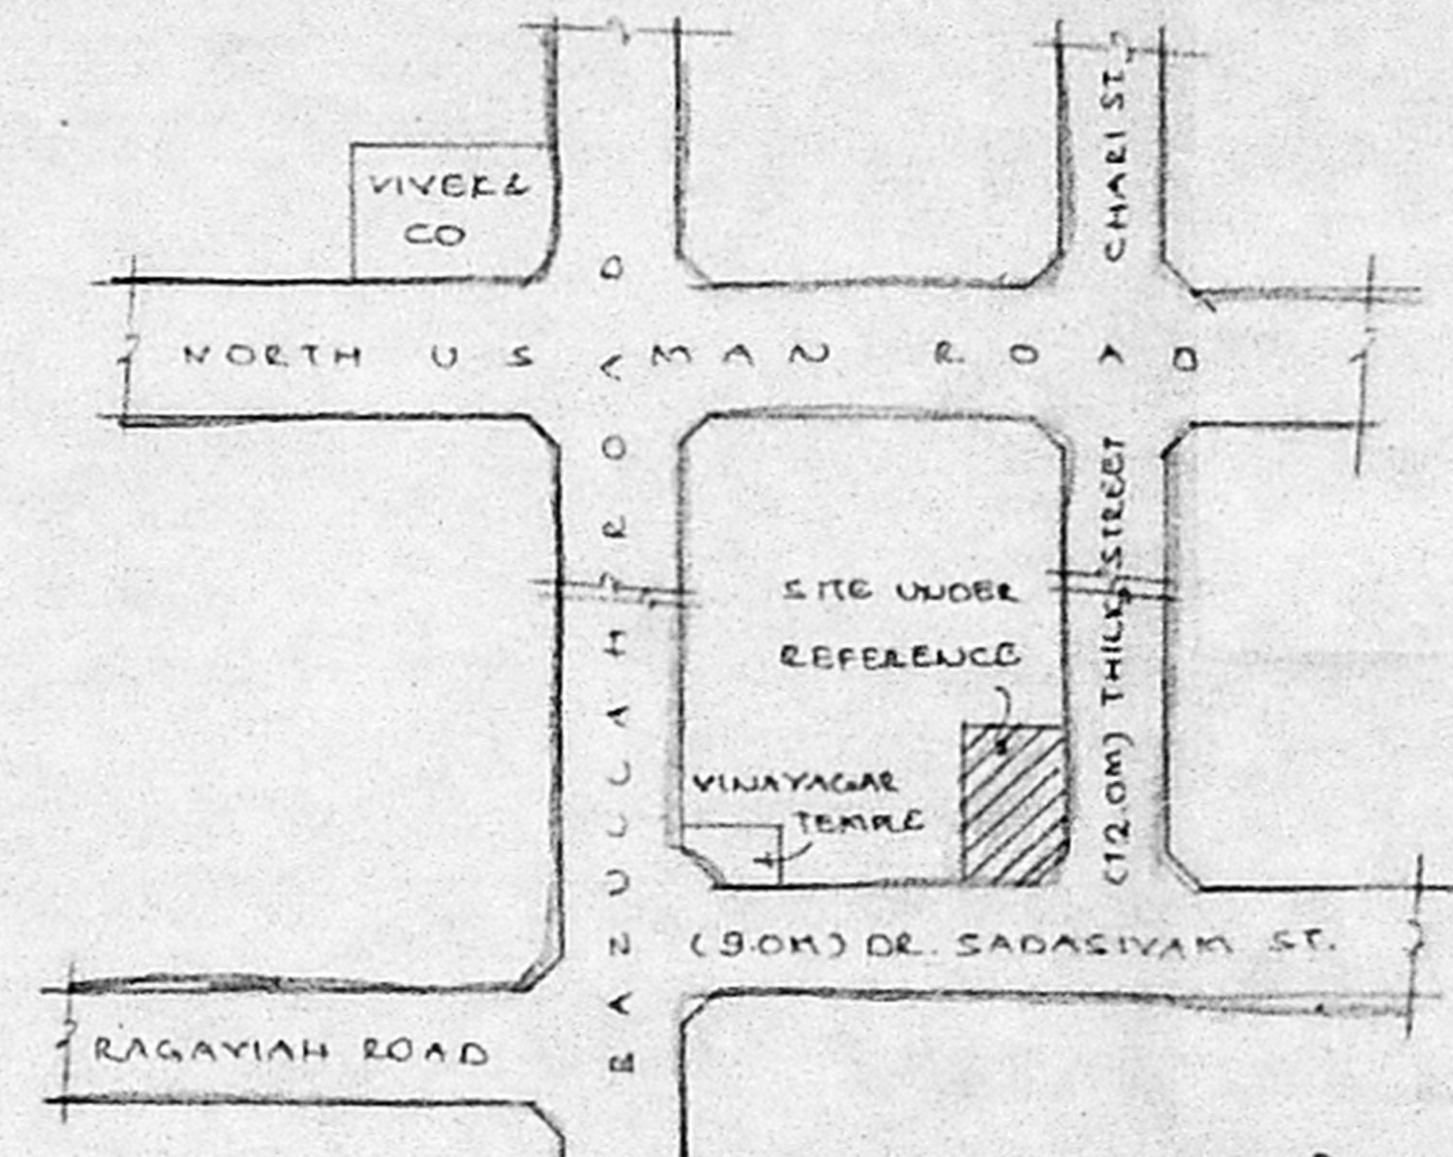 CHARI ST.
VIVEK &
CO
NORTH USMAN ROAD
BAZULLAH ROAD
(12.0M) THILK STREET
SITE UNDER
REFERENCE
VINAYAGAR
TEMPLE
(9.0M) DR. SADASIVAM ST.
RAGAVIAH ROAD